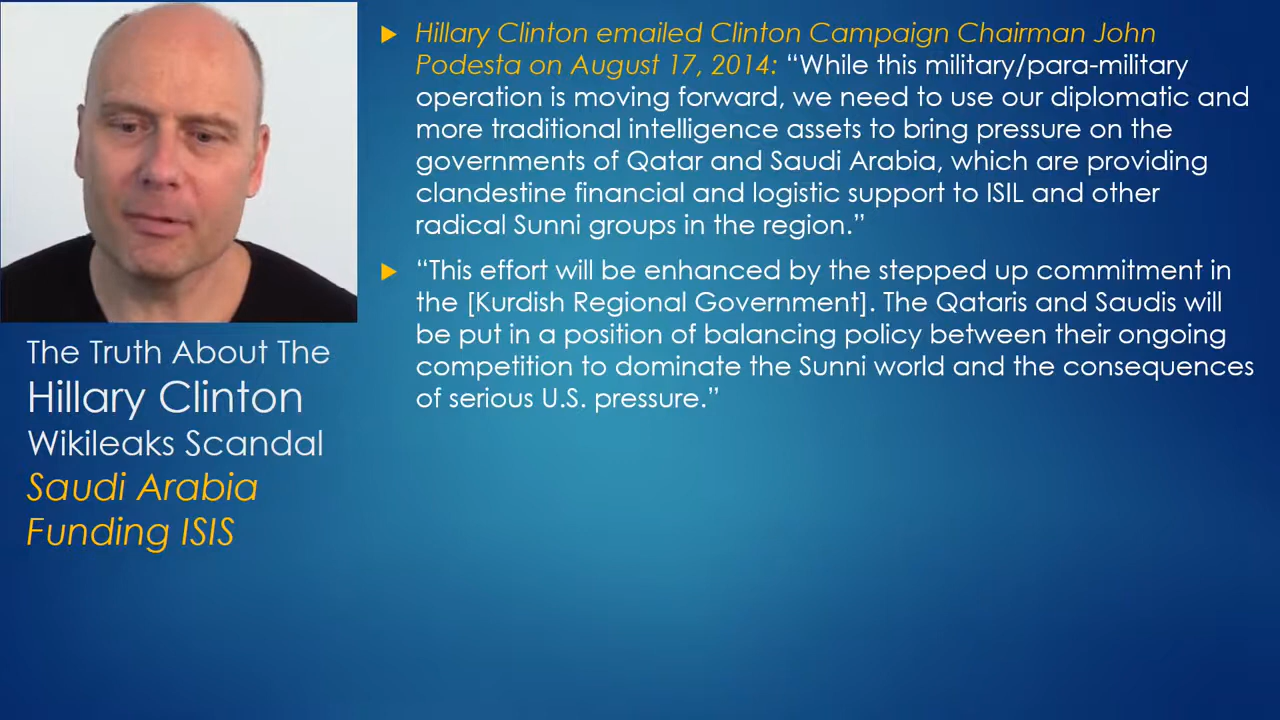 Hillary Clinton emailed Clinton Campaign Chairman John
Podesta on August 17, 2014: “While this military/para-military
operation is moving forward, we need to use our diplomatic and
more traditional intelligence assets to bring pressure on the
governments of Qatar and Saudi Arabia, which are providing
clandestine financial and logistic support to ISIL and other
radical Sunni groups in the region.”
“This effort will be enhanced by the stepped up commitment in
the [Kurdish Regional Government]. The Qataris and Saudis will
be put in a position of balancing policy between their ongoing
competition to dominate the Sunni world and the consequences
of serious U.S. pressure.”
The Truth About The
Hillary Clinton
Wikileaks Scandal
Saudi Arabia
Funding ISIS